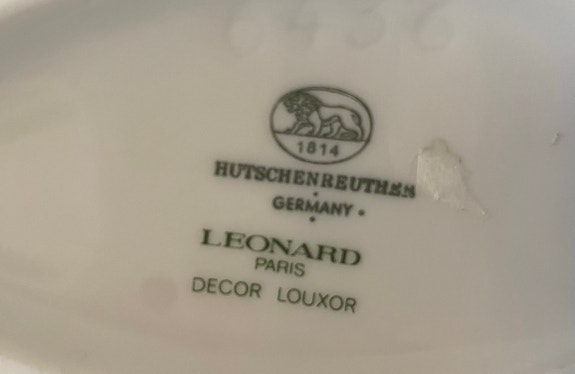 1814
HUTSCHENREUTHER
GERMANY
LEONARD
PARIS
DECOR LOUXOR